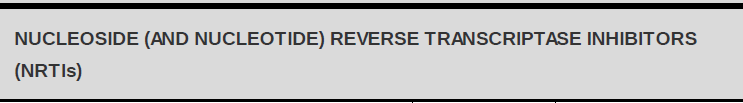 NUCLEOSIDE (AND NUCLEOTIDE) REVERSE TRANSCRIPTASE INHIBITORS
(NRTIs)